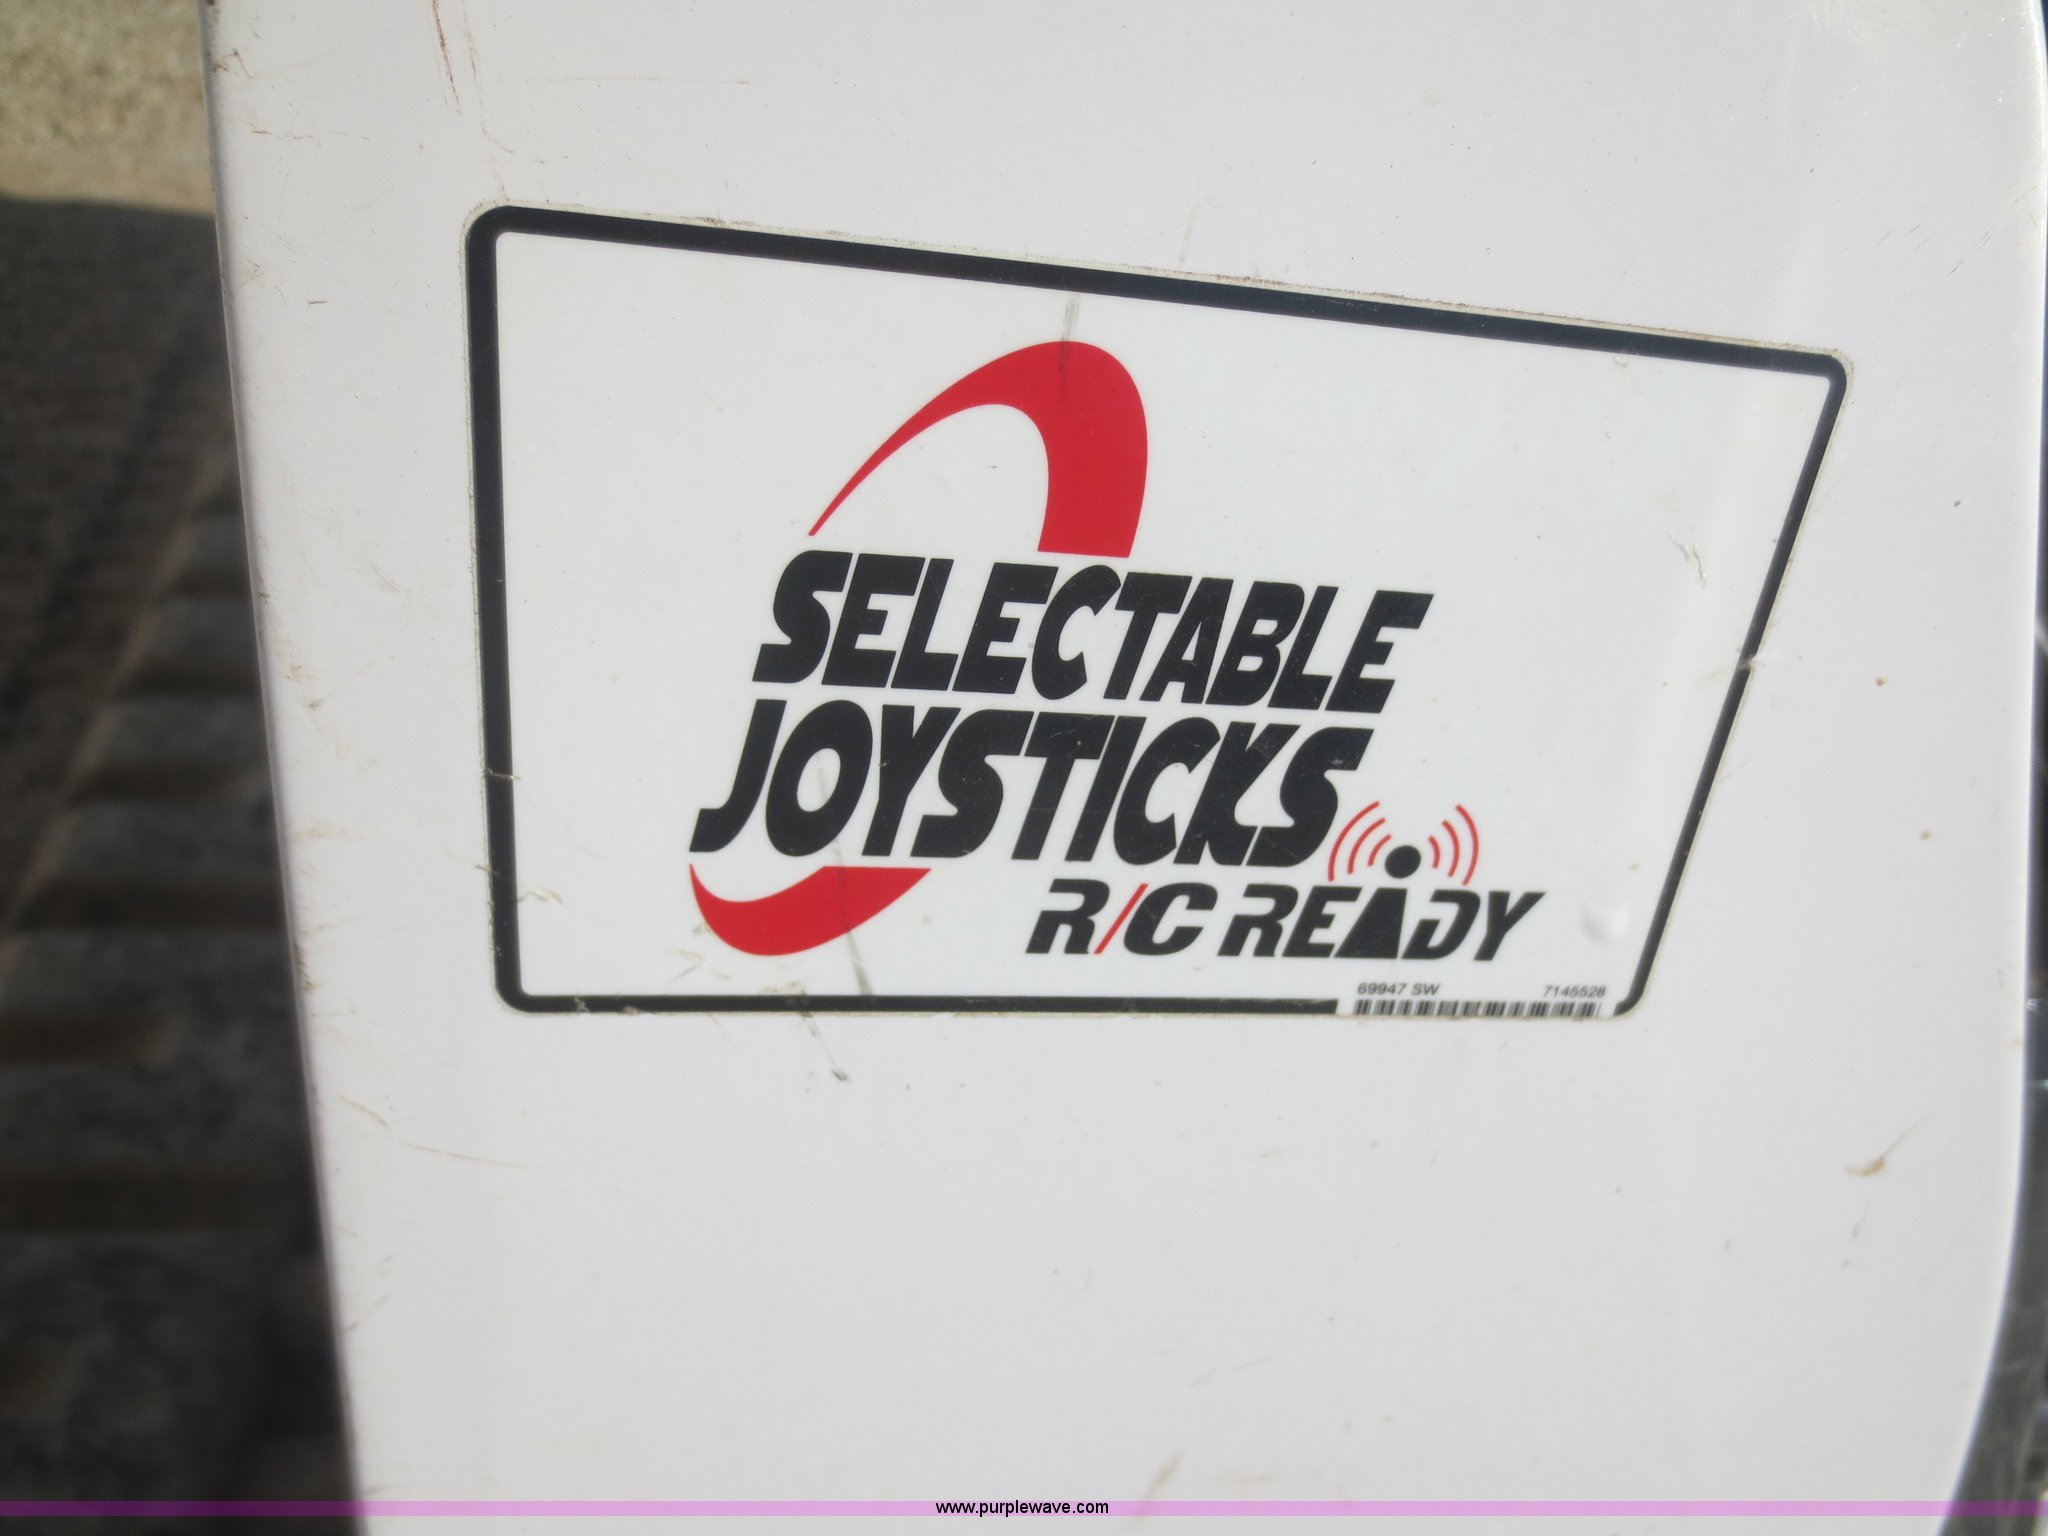 SELECTABLE
JOYSTICKS
R/C READY
69947 SW 7145528
www.purplewave.com